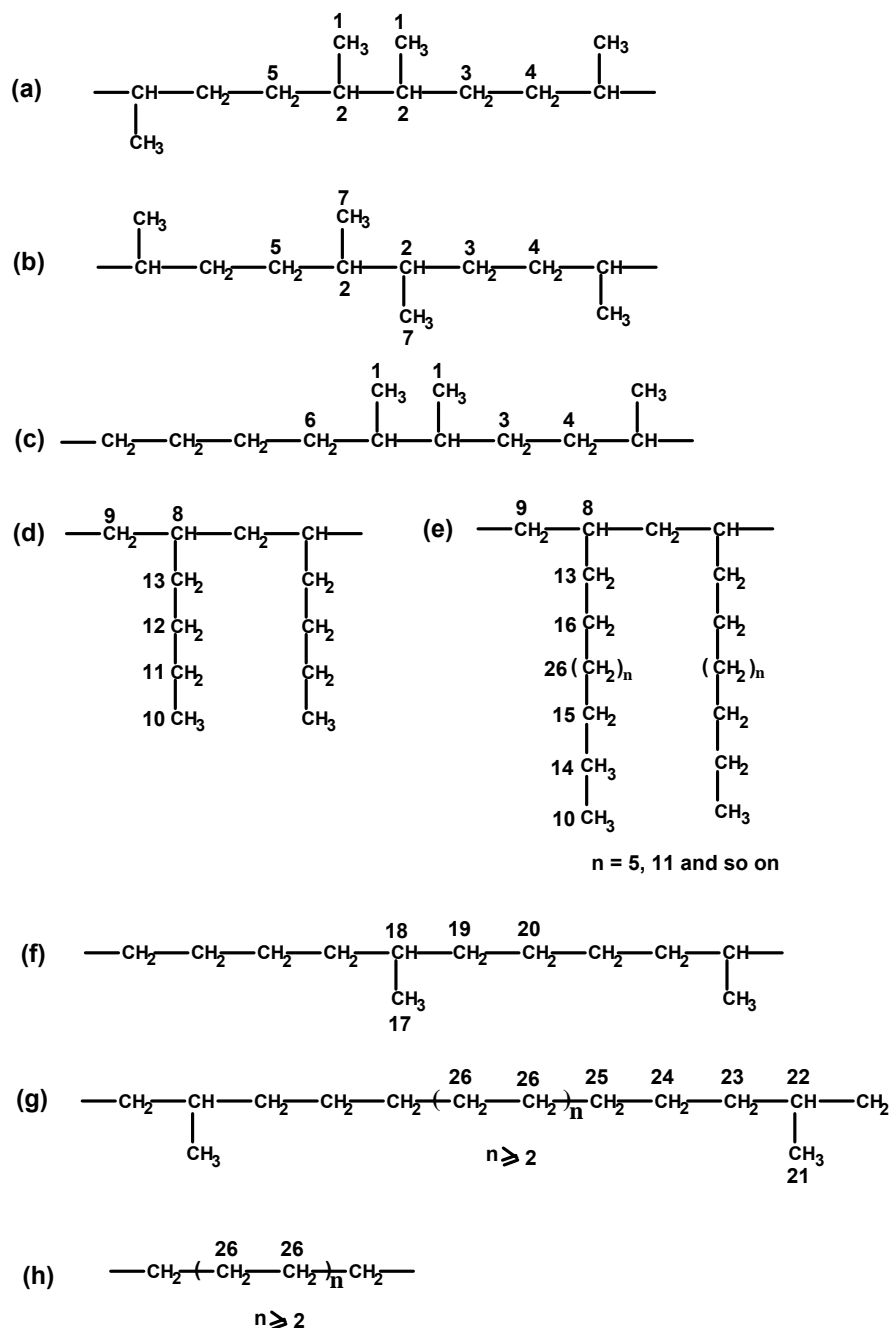 1 1
CH3 CH3 CH3
5 3 4
(a) CH CH2 CH2 CH CH CH2 CH2 CH
2 2
CH3
7
CH3 CH3
5 2 3 4
(b) CH CH2 CH2 CH CH CH2 CH2 CH
2
CH3 CH3
7
1 1
CH3 CH3 CH3
6 3 4
(c) CH2 CH2 CH2 CH2 CH CH CH2 CH2 CH
9 8
(d) CH2 CH CH2 CH
13 CH2 CH2
12 CH2 CH2
11 CH2 CH2
10 CH3 CH3
9 8
(e) CH2 CH CH2 CH
13 CH2 CH2
16 CH2 CH2
26 (CH2)n (CH2)n
15 CH2 CH2
14 CH3 CH2
10 CH3 CH3
n = 5, 11 and so on
18 19 20
(f) CH2 CH2 CH2 CH2 CH CH2 CH2 CH2 CH2 CH
CH3 CH3
17
26 26 25 24 23 22
(g) CH2 CH CH2 CH2 CH2 ( CH2 CH2 )n CH2 CH2 CH2 CH CH2
CH3 CH3
n ⩾ 2 21
26 26
(h) CH2 ( CH2 CH2 )n CH2
n ⩾ 2